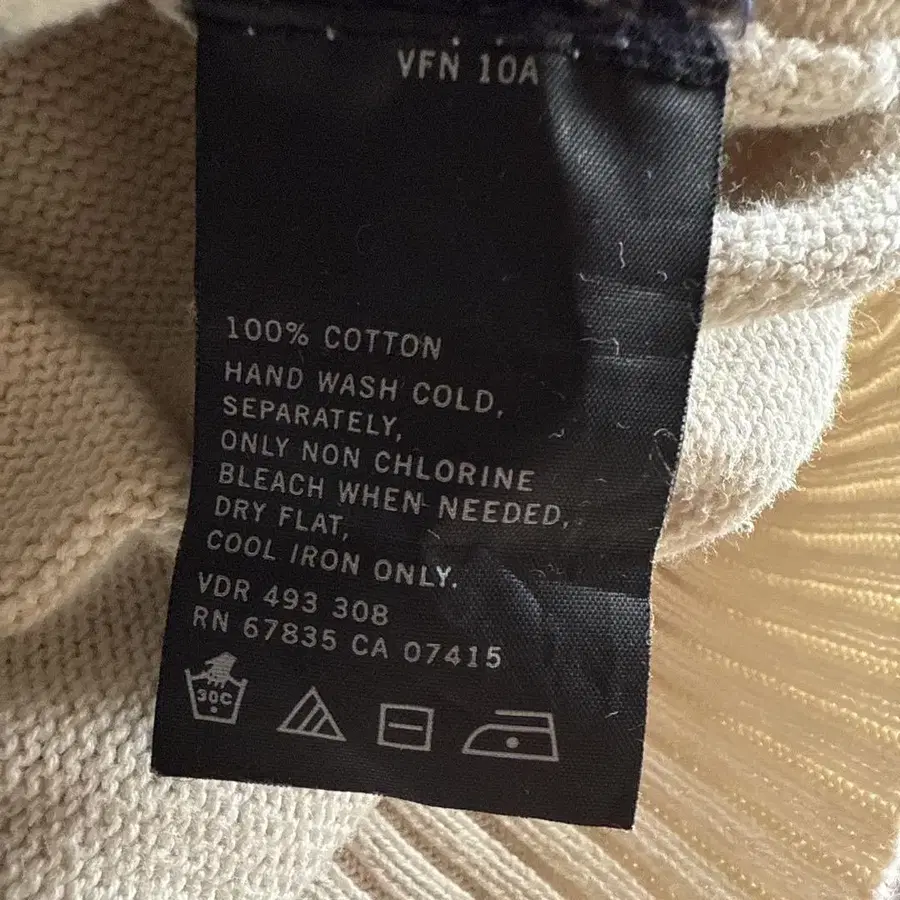 VFN 10A
100% COTTON
HAND WASH COLD,
SEPARATELY,
ONLY NON CHLORINE
BLEACH WHEN NEEDED,
DRY FLAT,
COOL IRON ONLY.
VDR 493 308
RN 67835 CA 07415
30C